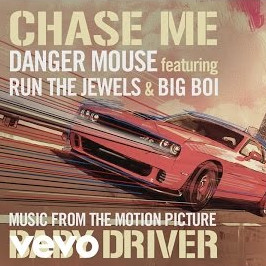 CHASE ME
DANGER MOUSE featuring
RUN THE JEWELS & BIG BOI
MUSIC FROM THE MOTION PICTURE
BABY DRIVER
vevo